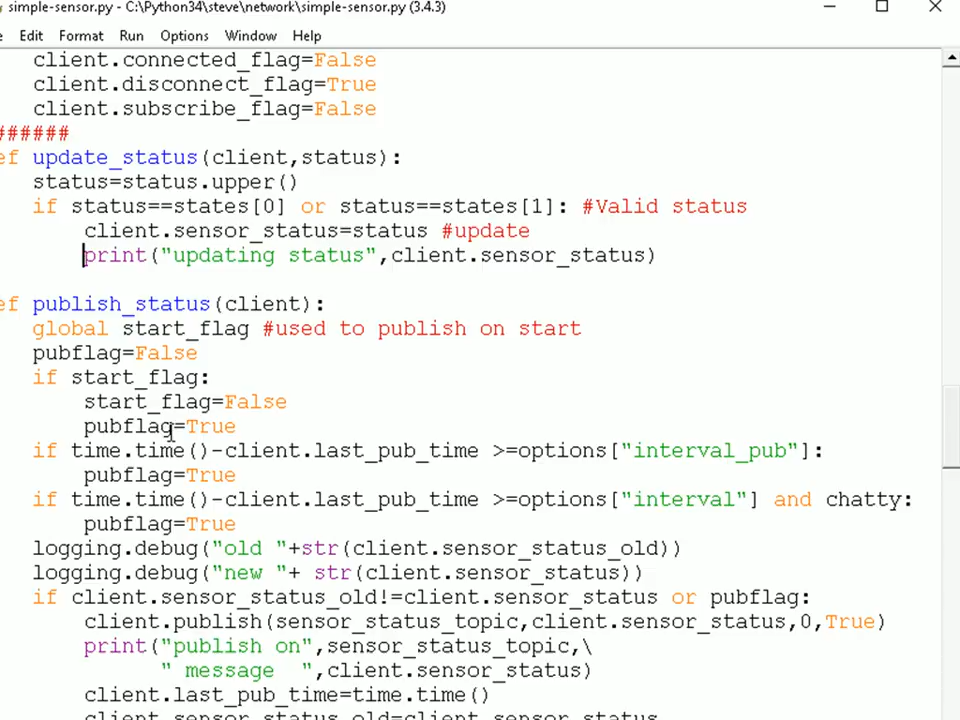 simple-sensor.py - C:\Python34\steve\network\simple-sensor.py (3.4.3)
Edit Format Run Options Window Help
client.connected_flag=False
client.disconnect_flag=True
client.subscribe_flag=False
######
ef update_status(client,status):
status=status.upper()
if status==states[0] or status==states[1]: #Valid status
client.sensor_status=status #update
print("updating status",client.sensor_status)
ef publish_status(client):
global start_flag #used to publish on start
pubflag=False
if start_flag:
start_flag=False
pubflag=True
if time.time()-client.last_pub_time >=options["interval_pub"]:
pubflag=True
if time.time()-client.last_pub_time >=options["interval"] and chatty:
pubflag=True
logging.debug("old "+str(client.sensor_status_old))
logging.debug("new "+ str(client.sensor_status))
if client.sensor_status_old!=client.sensor_status or pubflag:
client.publish(sensor_status_topic,client.sensor_status,0,True)
print("publish on",sensor_status_topic,\
" message  ",client.sensor_status)
client.last_pub_time=time.time()
client.sensor_status_old=client.sensor_status